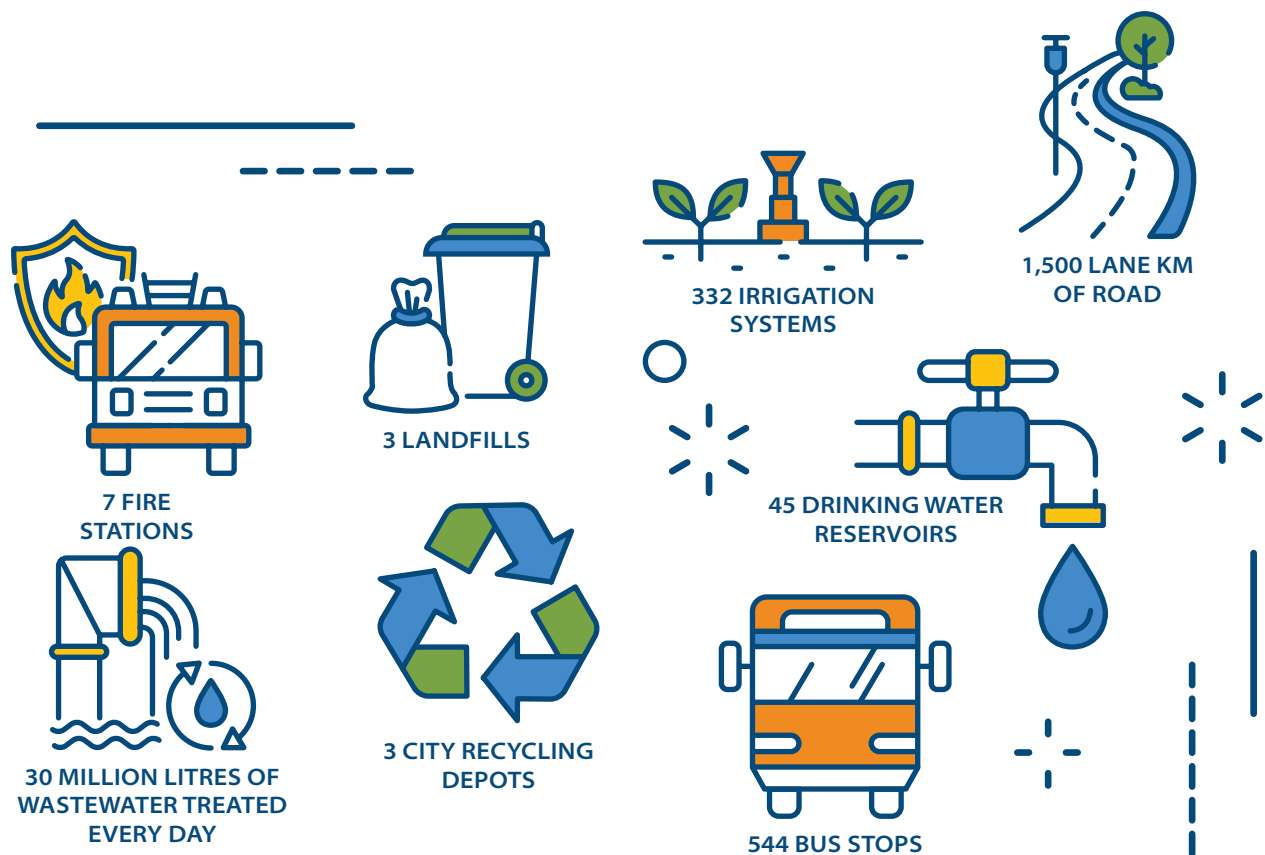 1,500 LANE KM
OF ROAD
332 IRRIGATION
SYSTEMS
3 LANDFILLS
7 FIRE
STATIONS
45 DRINKING WATER
RESERVOIRS
3 CITY RECYCLING
DEPOTS
30 MILLION LITRES OF
WASTEWATER TREATED
EVERY DAY
544 BUS STOPS